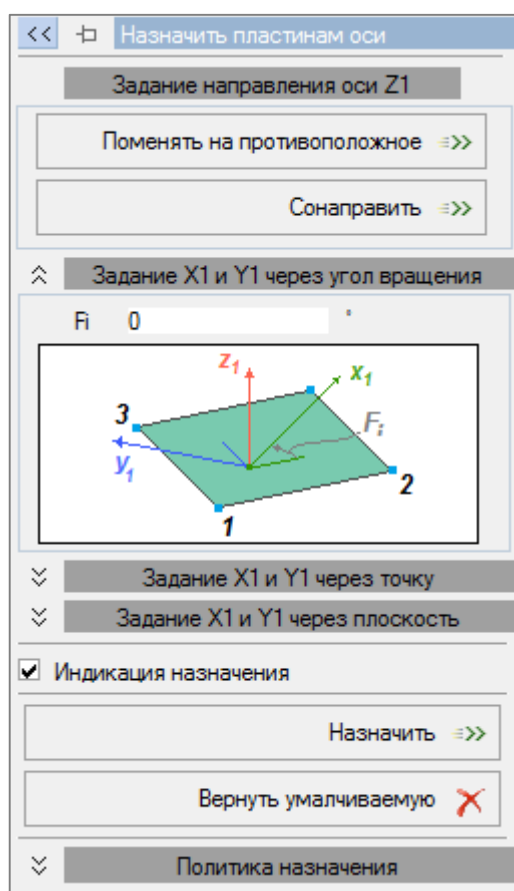 << Назначить пластинам оси
Задание направления оси Z1
Поменять на противоположное
Сонаправить
Задание X1 и Y1 через угол вращения
Fi 0 °
z1
x1
3
Fi
y1
2
1
Задание X1 и Y1 через точку
Задание X1 и Y1 через плоскость
Индикация назначения
Назначить
Вернуть умалчиваемую
Политика назначения